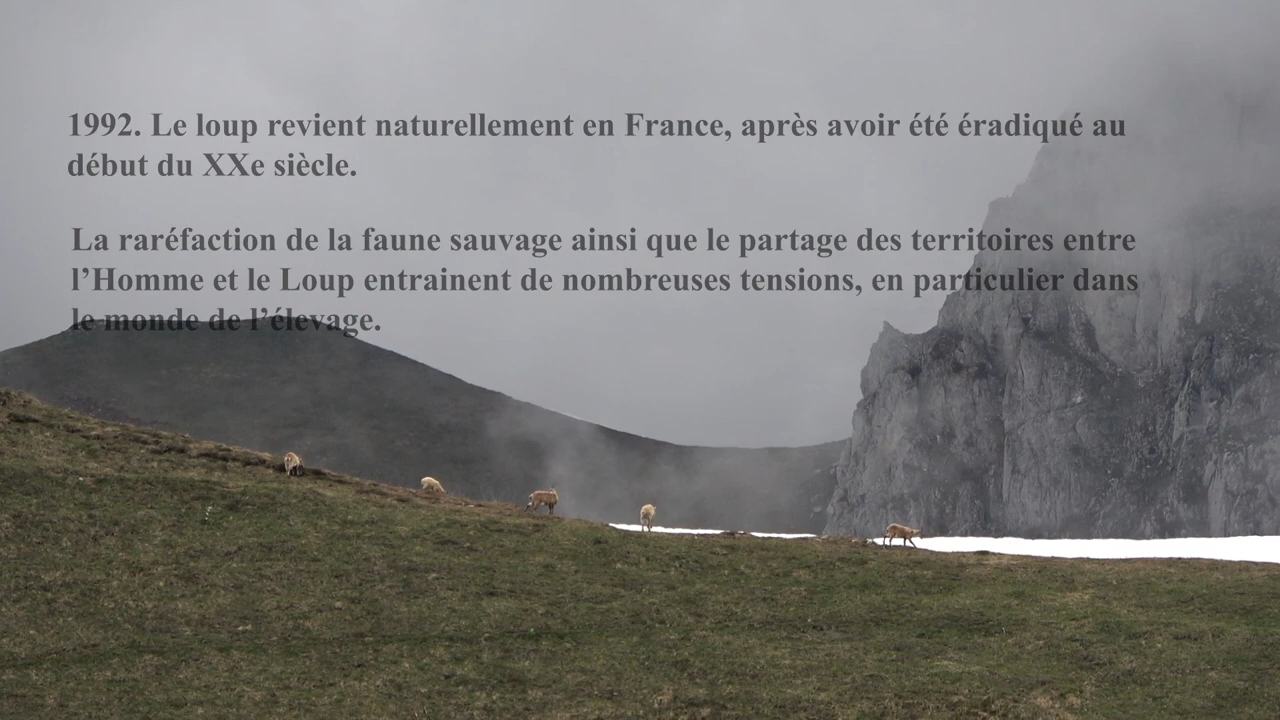 1992. Le loup revient naturellement en France, après avoir été éradiqué au
début du XXe siècle.
La raréfaction de la faune sauvage ainsi que le partage des territoires entre
l’Homme et le Loup entrainent de nombreuses tensions, en particulier dans
le monde de l’élevage.